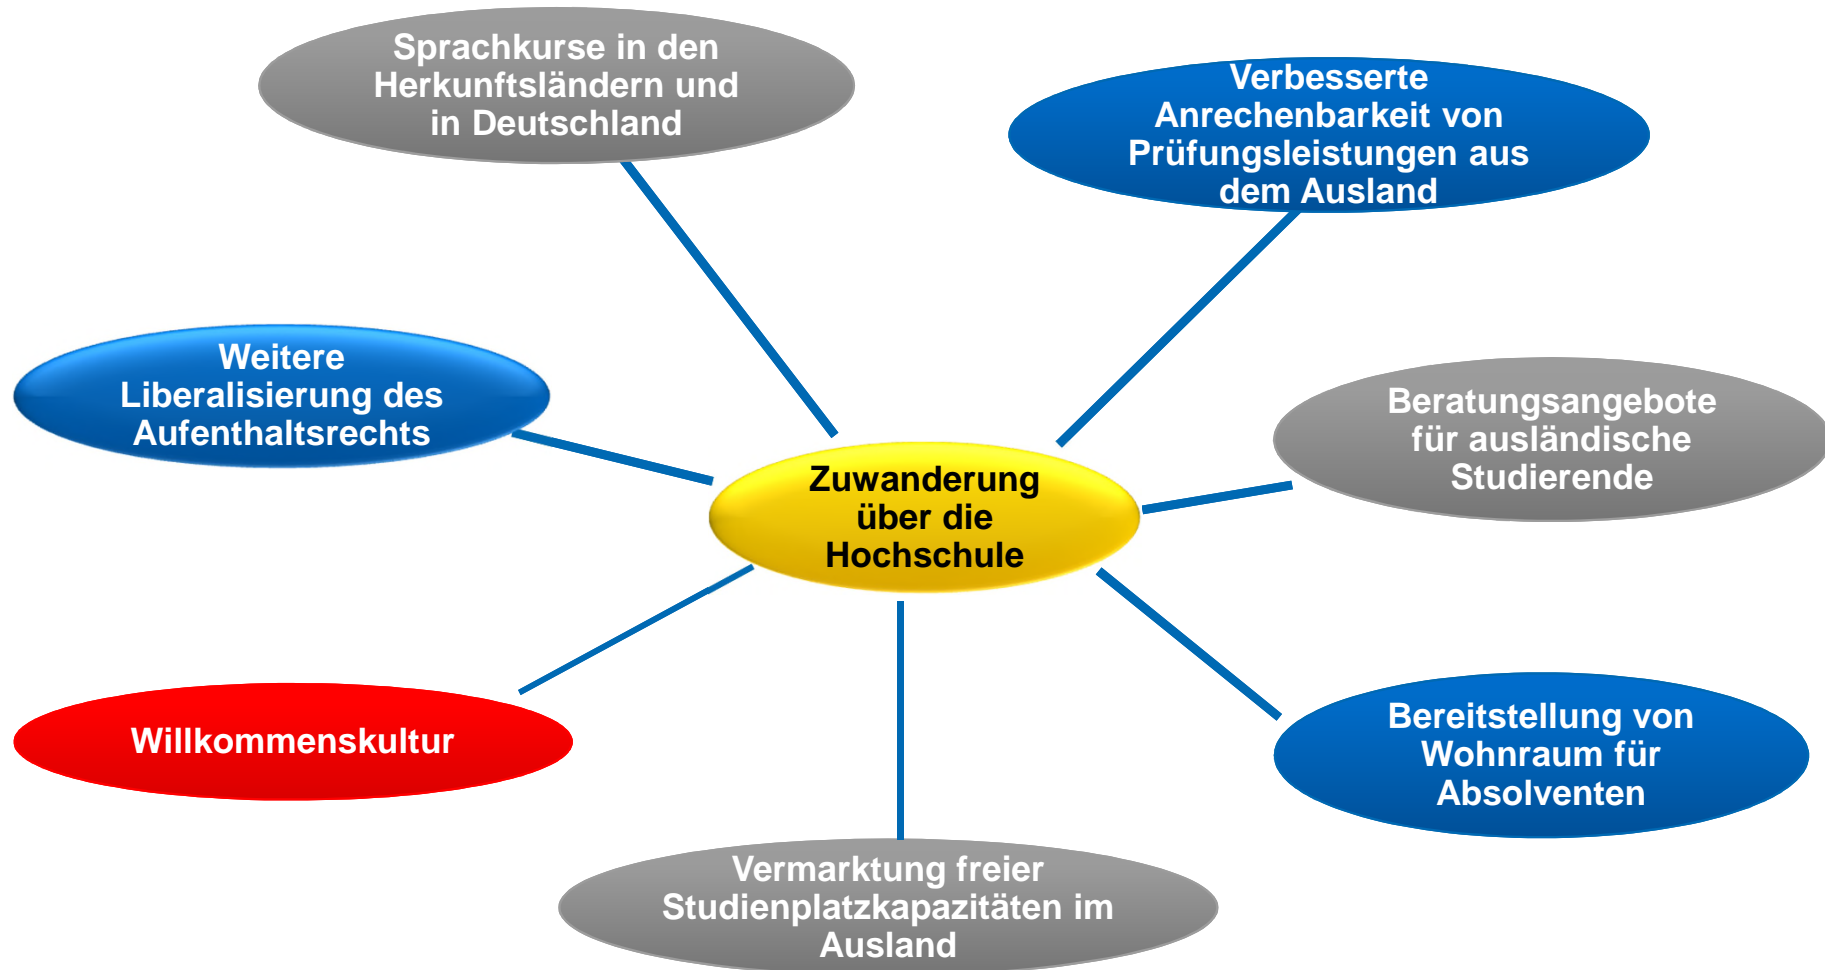 Sprachkurse in den
Herkunftsländern und
in Deutschland
Verbesserte
Anrechenbarkeit von
Prüfungsleistungen aus
dem Ausland
Weitere
Liberalisierung des
Aufenthaltsrechts
Beratungsangebote
für ausländische
Studierende
Zuwanderung
über die
Hochschule
Willkommenskultur
Bereitstellung von
Wohnraum für
Absolventen
Vermarktung freier
Studienplatzkapazitäten im
Ausland